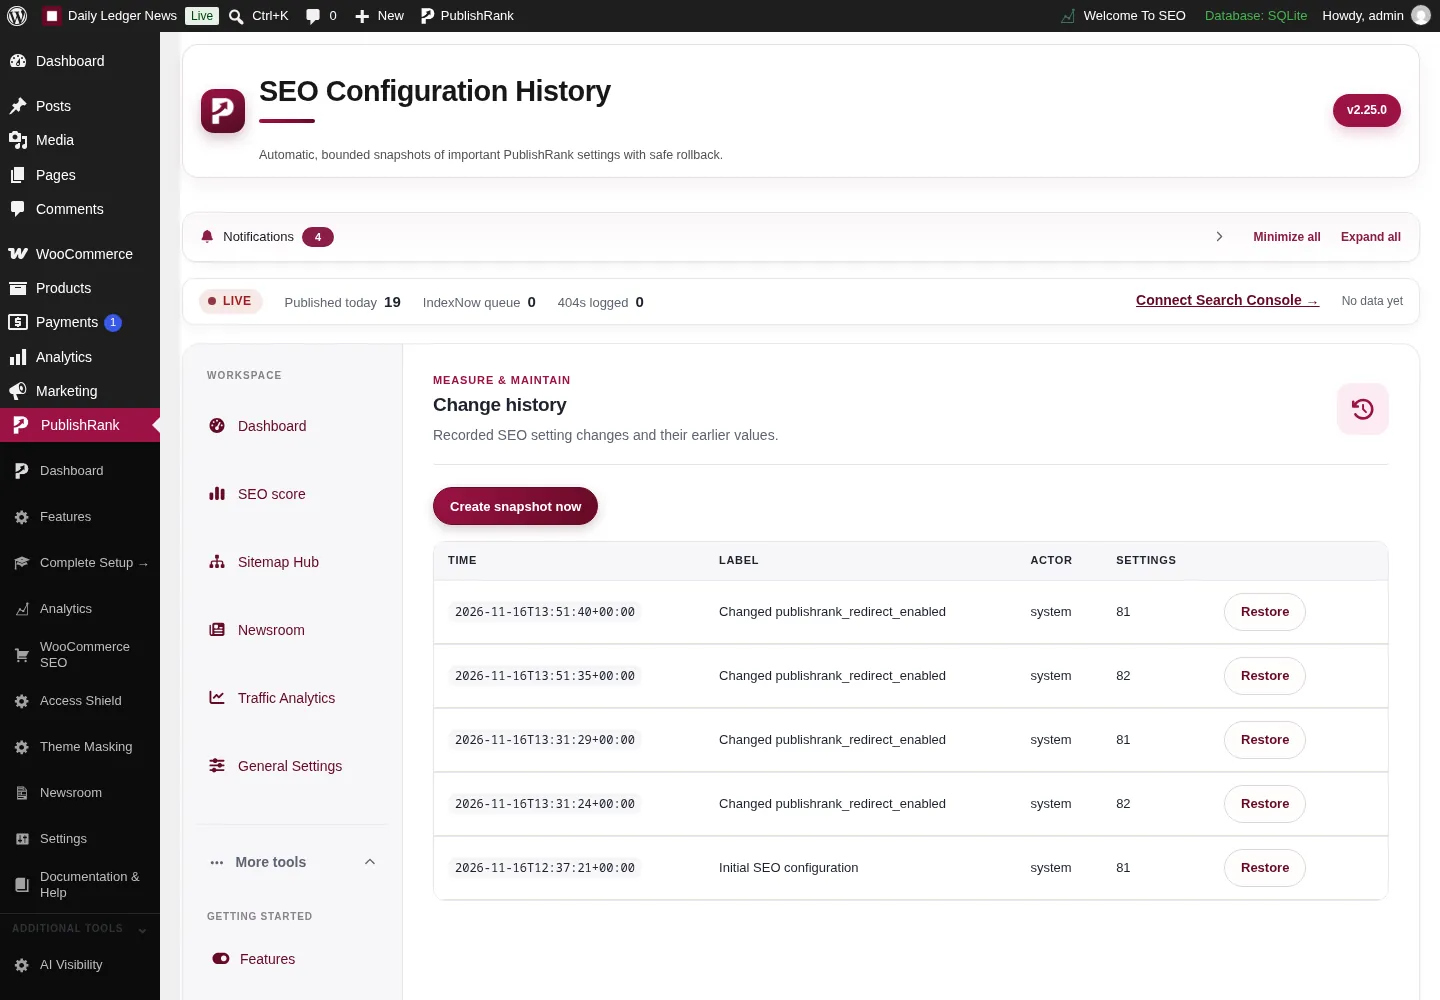 Daily Ledger News Live Ctrl+K 0 New PublishRank Welcome To SEO Database: SQLite Howdy, admin
Dashboard
Posts
Media
Pages
Comments
WooCommerce
Products
Payments 1
Analytics
Marketing
PublishRank
Dashboard
Features
Complete Setup →
Analytics
WooCommerce
SEO
Access Shield
Theme Masking
Newsroom
Settings
Documentation &
Help
ADDITIONAL TOOLS
AI Visibility
SEO Configuration History
v2.25.0
Automatic, bounded snapshots of important PublishRank settings with safe rollback.
Notifications 4 Minimize all Expand all
LIVE Published today 19 IndexNow queue 0 404s logged 0 Connect Search Console → No data yet
WORKSPACE
Dashboard
SEO score
Sitemap Hub
Newsroom
Traffic Analytics
General Settings
More tools
GETTING STARTED
Features
MEASURE & MAINTAIN
Change history
Recorded SEO setting changes and their earlier values.
Create snapshot now
TIME LABEL ACTOR SETTINGS
2026-11-16T13:51:40+00:00 Changed publishrank_redirect_enabled system 81 Restore
2026-11-16T13:51:35+00:00 Changed publishrank_redirect_enabled system 82 Restore
2026-11-16T13:31:29+00:00 Changed publishrank_redirect_enabled system 81 Restore
2026-11-16T13:31:24+00:00 Changed publishrank_redirect_enabled system 82 Restore
2026-11-16T12:37:21+00:00 Initial SEO configuration system 81 Restore